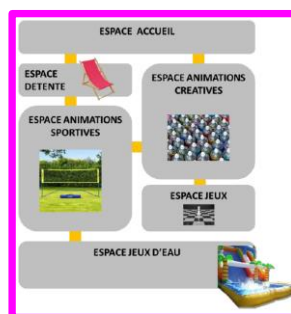 ESPACE ACCUEIL
ESPACE
DETENTE
ESPACE ANIMATIONS
CREATIVES
ESPACE ANIMATIONS
SPORTIVES
ESPACE JEUX
ESPACE JEUX D'EAU